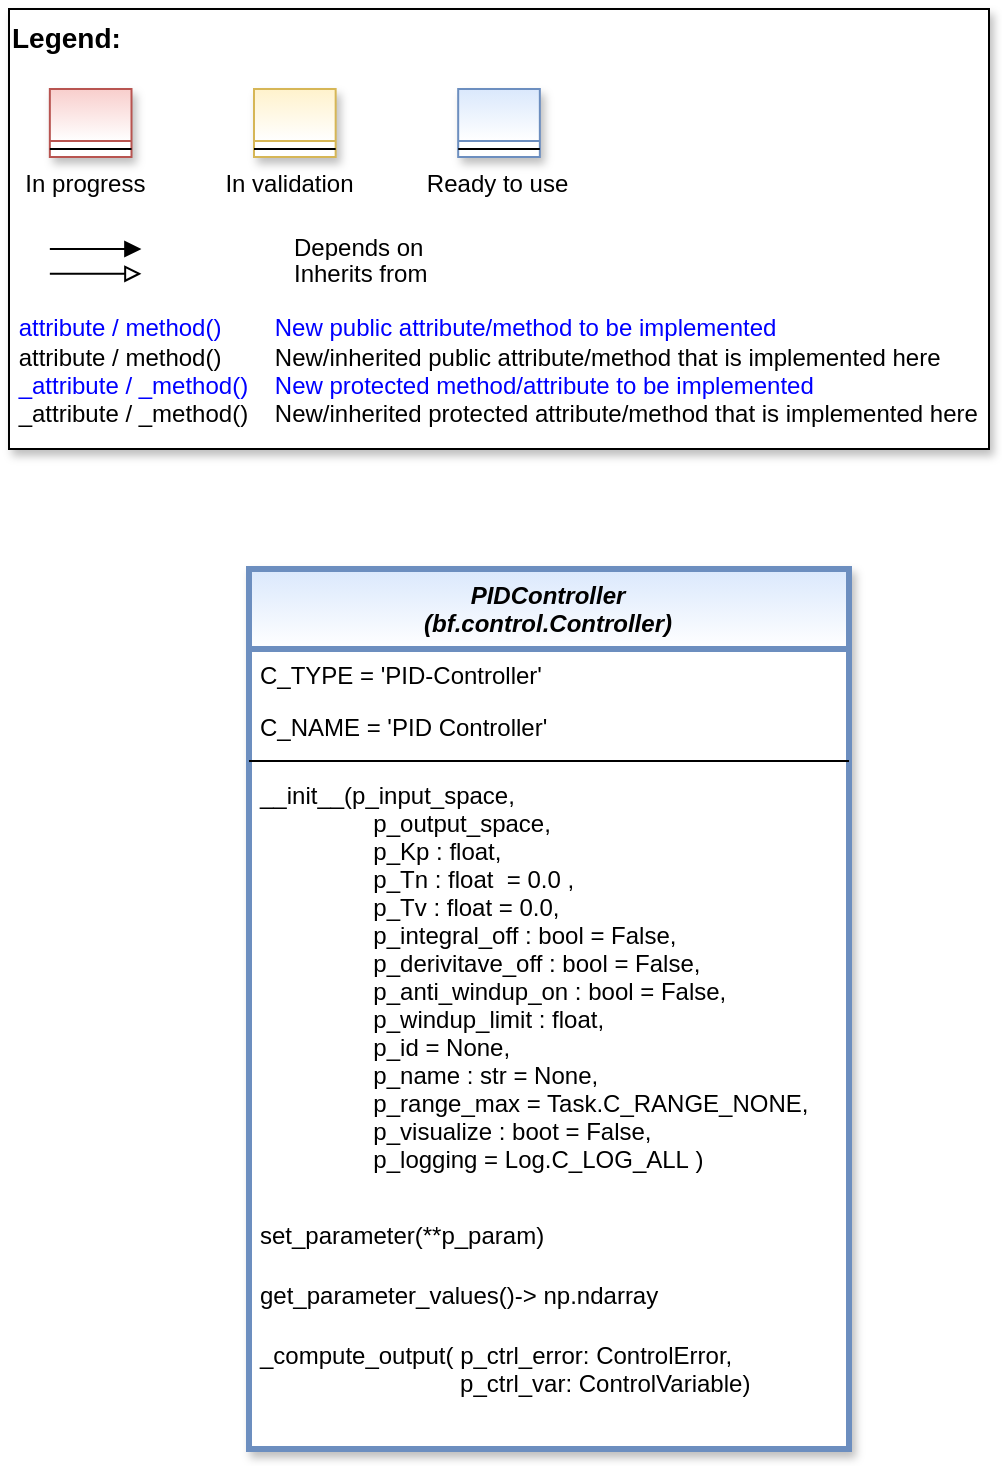 Legend:
In progress
In validation
Ready to use
Depends on
Inherits from
attribute / method() New public attribute/method to be implemented
attribute / method() New/inherited public attribute/method that is implemented here
_attribute / _method() New protected method/attribute to be implemented
_attribute / _method() New/inherited protected attribute/method that is implemented here
PIDController
(bf.control.Controller)
C_TYPE = 'PID-Controller'
C_NAME = 'PID Controller'
__init__(p_input_space,
p_output_space,
p_Kp : float,
p_Tn : float  = 0.0 ,
p_Tv : float = 0.0,
p_integral_off : bool = False,
p_derivitave_off : bool = False,
p_anti_windup_on : bool = False,
p_windup_limit : float,
p_id = None,
p_name : str = None,
p_range_max = Task.C_RANGE_NONE,
p_visualize : boot = False,
p_logging = Log.C_LOG_ALL )
set_parameter(**p_param)
get_parameter_values()-> np.ndarray
_compute_output( p_ctrl_error: ControlError,
p_ctrl_var: ControlVariable)